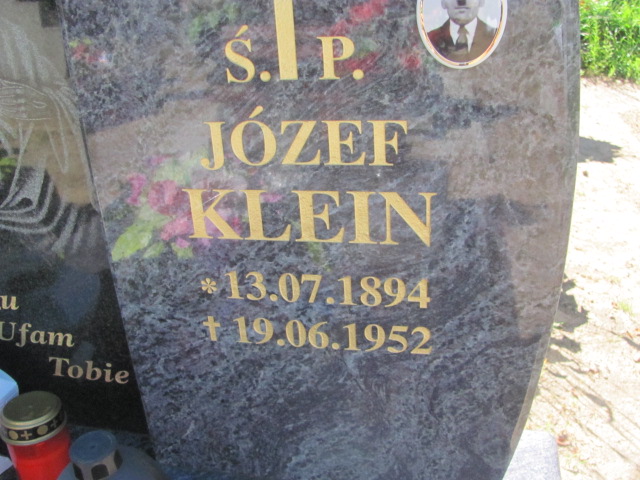 Ś. P.
JÓZEF
KLEIN
* 13.07.1894
✝ 19.06.1952
Ufam
Tobie